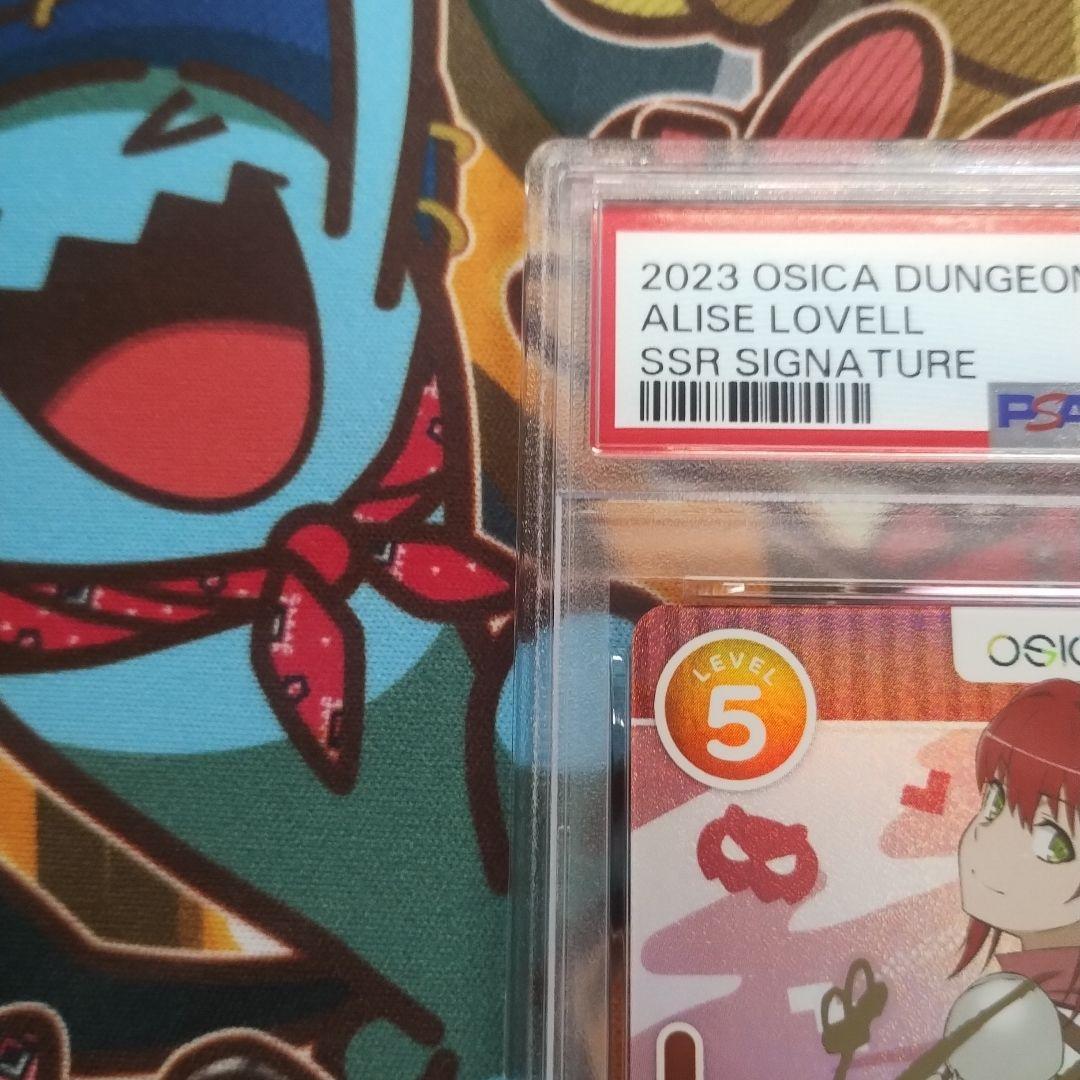 2023 OSICA DUNGEON
ALISE LOVELL
SSR SIGNATURE
PSA
LEVEL
5
OSIC